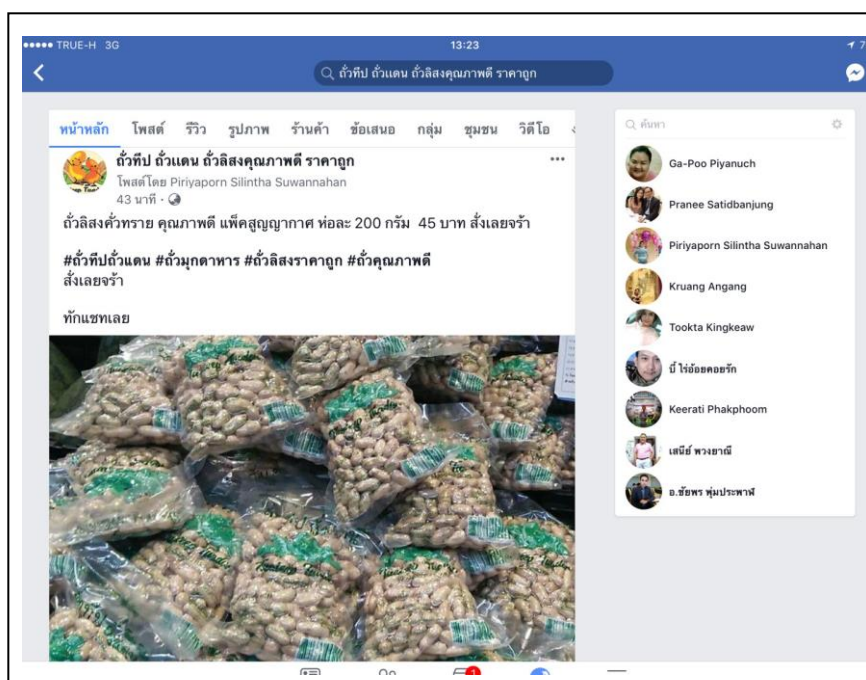 TRUE-H 3G
13:23
7
ถั่วทีป ถั่วแดน ถั่วลิสงคุณภาพดี ราคาถูก
หน้าหลัก โพสต์ รีวิว รูปภาพ ร้านค้า ข้อเสนอ กลุ่ม ชุมชน วิดีโอ
ถั่วทีป ถั่วแดน ถั่วลิสงคุณภาพดี ราคาถูก
โพสต์โดย Piriyaporn Silintha Suwannahan
43 นาที ·
ถั่วลิสงคั่วทราย คุณภาพดี แพ็คสูญญากาศ ห่อละ 200 กรัม 45 บาท สั่งเลยจร้า
#ถั่วทีปถั่วแดน #ถั่วมุกดาหาร #ถั่วลิสงราคาถูก #ถั่วคุณภาพดี
สั่งเลยจร้า
ทักแชทเลย
ค้นหา
Ga-Poo Piyanuch
Pranee Satidbanjung
Piriyaporn Silintha Suwannahan
Kruang Angang
Tookta Kingkeaw
บี๋ ไร่อ้อยคอยรัก
Keerati Phakphoom
เสนีย์ พวงยาณี
อ.ชัยพร พุ่มประพาฬ
1